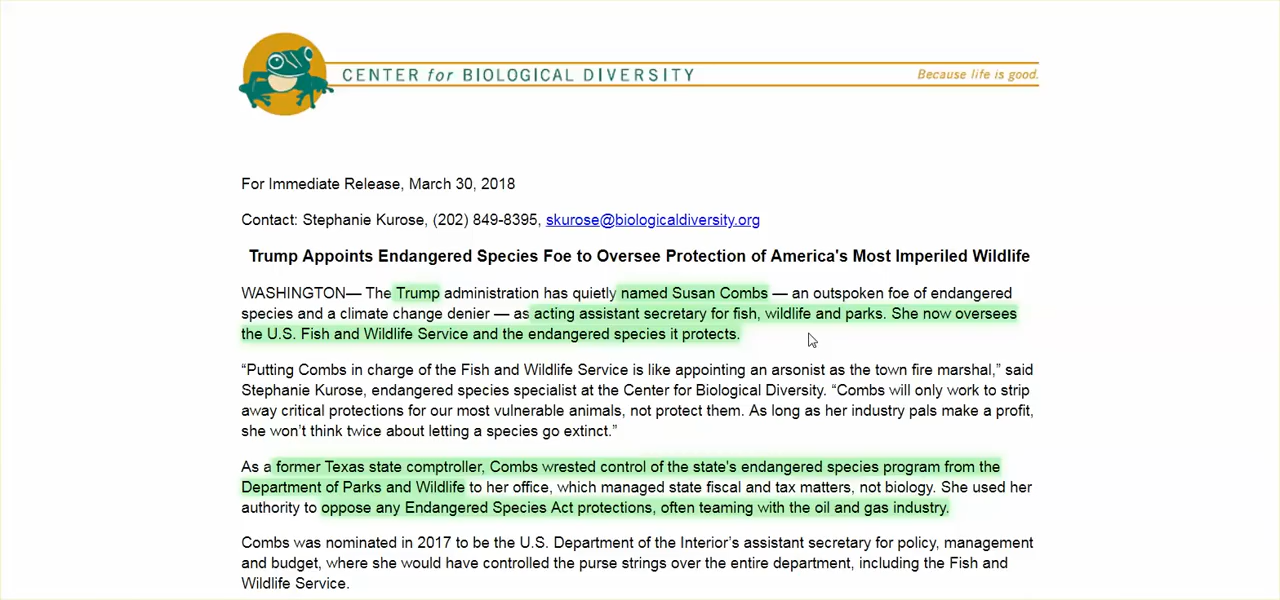 CENTER for BIOLOGICAL DIVERSITY
Because life is good.
For Immediate Release, March 30, 2018
Contact: Stephanie Kurose, (202) 849-8395, skurose@biologicaldiversity.org
Trump Appoints Endangered Species Foe to Oversee Protection of America's Most Imperiled Wildlife
WASHINGTON— The Trump administration has quietly named Susan Combs — an outspoken foe of endangered
species and a climate change denier — as acting assistant secretary for fish, wildlife and parks. She now oversees
the U.S. Fish and Wildlife Service and the endangered species it protects.
“Putting Combs in charge of the Fish and Wildlife Service is like appointing an arsonist as the town fire marshal,” said
Stephanie Kurose, endangered species specialist at the Center for Biological Diversity. “Combs will only work to strip
away critical protections for our most vulnerable animals, not protect them. As long as her industry pals make a profit,
she won’t think twice about letting a species go extinct.”
As a former Texas state comptroller, Combs wrested control of the state’s endangered species program from the
Department of Parks and Wildlife to her office, which managed state fiscal and tax matters, not biology. She used her
authority to oppose any Endangered Species Act protections, often teaming with the oil and gas industry.
Combs was nominated in 2017 to be the U.S. Department of the Interior’s assistant secretary for policy, management
and budget, where she would have controlled the purse strings over the entire department, including the Fish and
Wildlife Service.